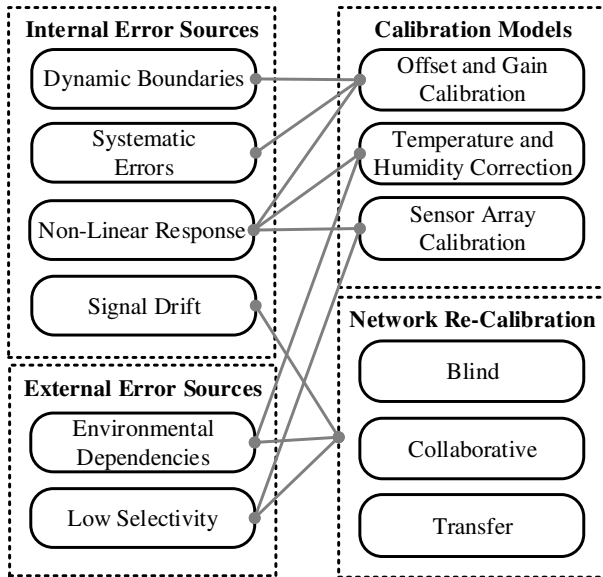 Internal Error Sources
Dynamic Boundaries
Systematic
Errors
Non-Linear Response
Signal Drift
External Error Sources
Environmental
Dependencies
Low Selectivity
Calibration Models
Offset and Gain
Calibration
Temperature and
Humidity Correction
Sensor Array
Calibration
Network Re-Calibration
Blind
Collaborative
Transfer